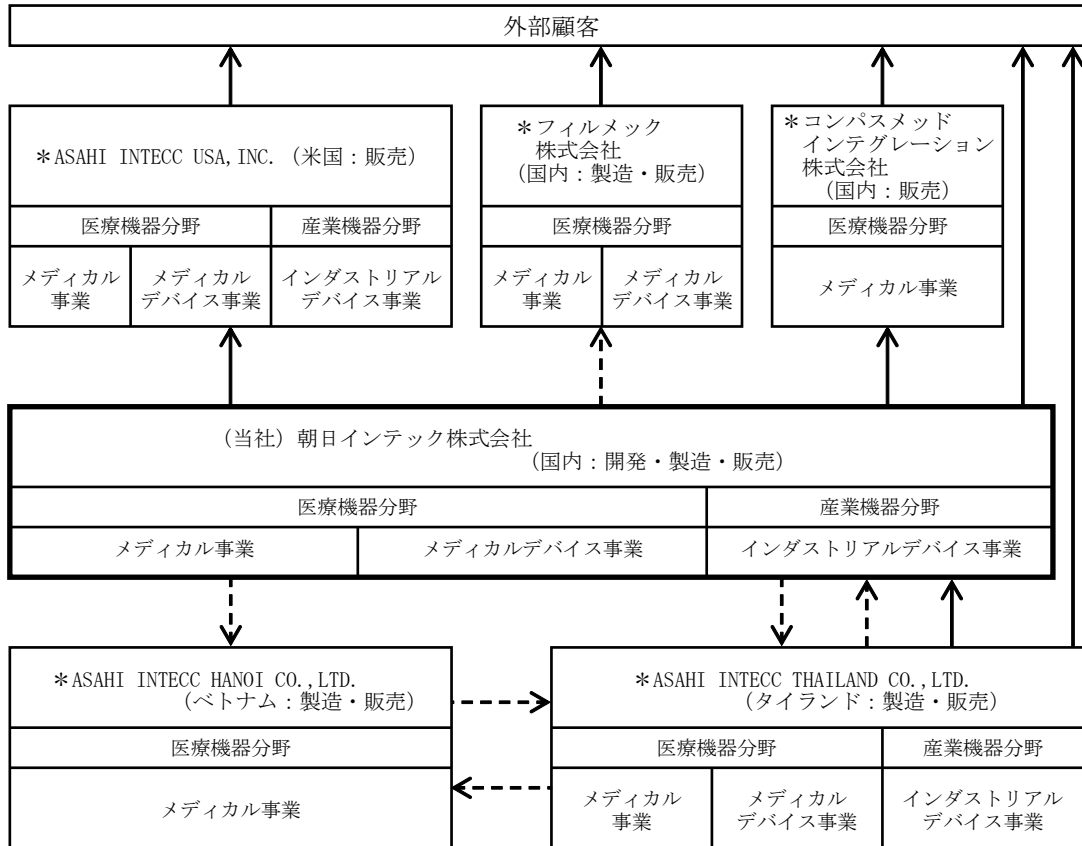 外部顧客
＊ASAHI INTECC USA,INC.（米国：販売）
医療機器分野
産業機器分野
メディカル
事業
メディカル
デバイス事業
インダストリアル
デバイス事業
＊フィルメック
株式会社
（国内：製造・販売）
医療機器分野
メディカル
事業
メディカル
デバイス事業
＊コンパスメッド
インテグレーション
株式会社
（国内：販売）
医療機器分野
メディカル事業
（当社）朝日インテック株式会社
（国内：開発・製造・販売）
医療機器分野
産業機器分野
メディカル事業
メディカルデバイス事業
インダストリアルデバイス事業
＊ASAHI INTECC HANOI CO.,LTD.
（ベトナム：製造・販売）
医療機器分野
メディカル事業
＊ASAHI INTECC THAILAND CO.,LTD.
（タイランド：製造・販売）
医療機器分野
産業機器分野
メディカル
事業
メディカル
デバイス事業
インダストリアル
デバイス事業